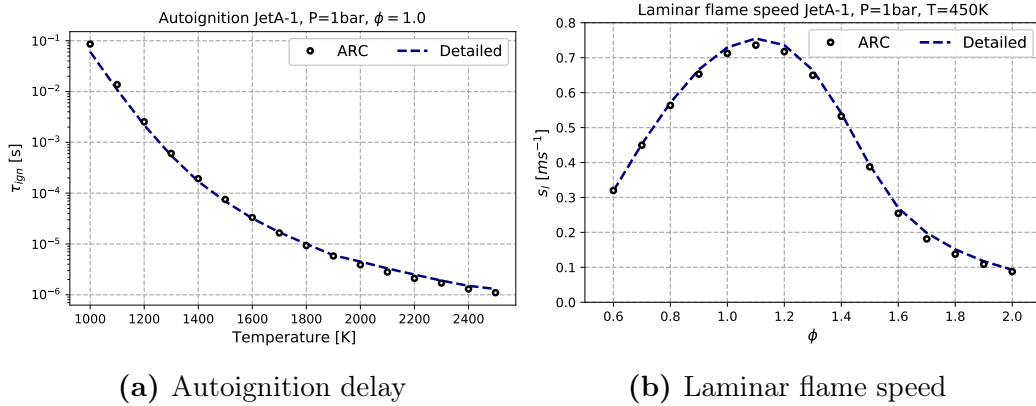 Autoignition JetA-1, P=1bar, ϕ = 1.0
ARC
Detailed
10⁻¹
10⁻²
10⁻³
10⁻⁴
10⁻⁵
10⁻⁶
τign [s]
1000 1200 1400 1600 1800 2000 2200 2400
Temperature [K]
(a) Autoignition delay
Laminar flame speed JetA-1, P=1bar, T=450K
ARC
Detailed
0.8
0.7
0.6
0.5
0.4
0.3
0.2
0.1
0.0
sl [ms⁻¹]
0.6 0.8 1.0 1.2 1.4 1.6 1.8 2.0
ϕ
(b) Laminar flame speed